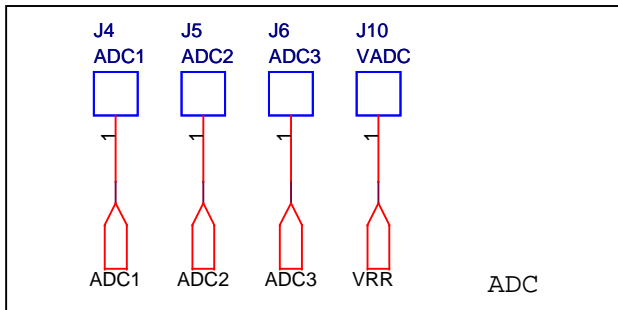 J4 J5 J6 J10
ADC1 ADC2 ADC3 VADC
1 1 1 1
ADC1 ADC2 ADC3 VRR
ADC